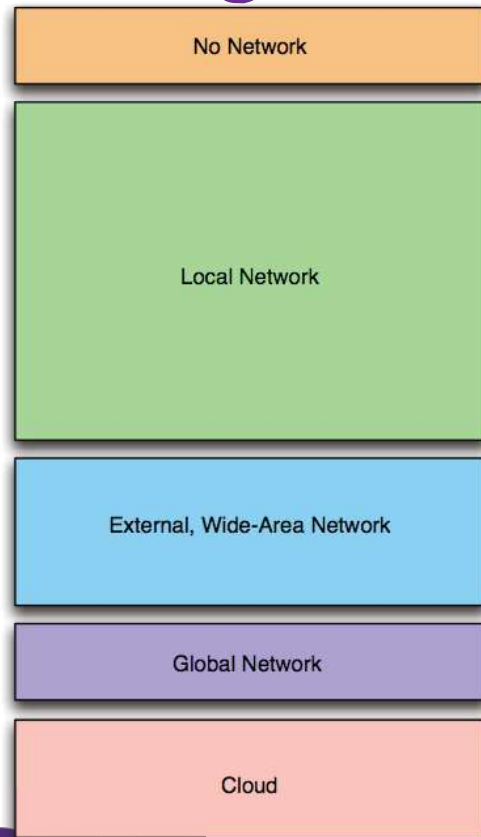 No Network
Local Network
External, Wide-Area Network
Global Network
Cloud